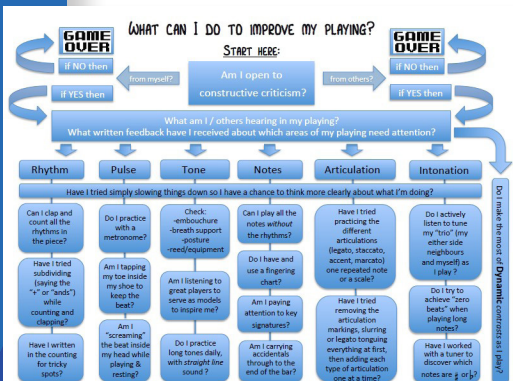 WHAT CAN I DO TO IMPROVE MY PLAYING?
START HERE:
GAME
OVER
GAME
OVER
if NO then
if NO then
from myself?
Am I open to
constructive criticism?
from others?
if YES then
if YES then
What am I / others hearing in my playing?
What written feedback have I received about which areas of my playing need attention?
Rhythm
Pulse
Tone
Notes
Articulation
Intonation
Have I tried simply slowing things down so I have a chance to think more clearly about what I'm doing?
Can I clap and
count all the
rhythms in
the piece?
Have I tried
subdividing
(saying the
"+" or "ands")
while
counting and
clapping?
Have I written
in the counting
for tricky
spots?
Do I practice
with a
metronome?
Am I tapping
my toe inside
my shoe to
keep the
beat?
Am I
"screaming"
the beat inside
my head while
playing &
resting?
Check:
-embouchure
-breath support
-posture
-reed/equipment
Am I listening to
great players to
serve as models
to inspire me?
Do I practice
long tones daily,
with straight line
sound ?
Can I play all the
notes without
the rhythms?
Do I have and
use a fingering
chart?
Am I paying
attention to key
signatures?
Am I carrying
accidentals
through to the
end of the bar?
Have I tried
practicing the
different
articulations
(legato, staccato,
accent, marcato)
one repeated note
or a scale?
Have I tried
removing the
articulation
markings, slurring
or legato tonguing
everything at first,
then adding each
type of articulation
one at a time?
Do I actively
listen to tune
my "trio" (my
either side
neighbours
and myself) as
I play ?
Do I try to
achieve "zero
beats" when
playing long
notes?
Have I worked
with a tuner to
discover which
notes are # or b?
Do I make the most of Dynamic contrasts as I play?